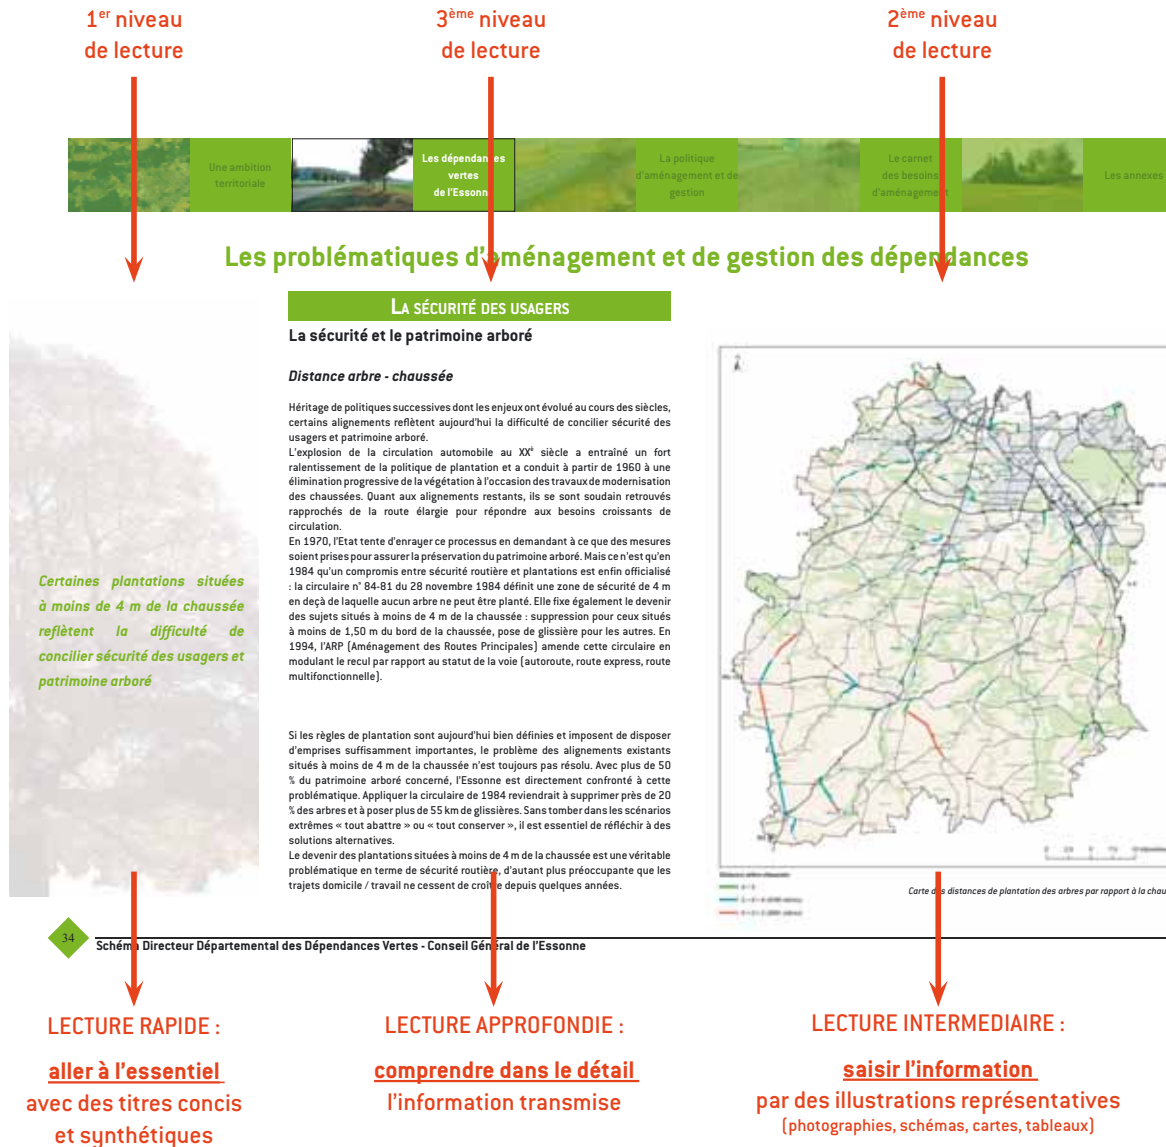 1er niveau
de lecture
3ème niveau
de lecture
2ème niveau
de lecture
Une ambition
territoriale
Les dépendances
vertes
de l'Essonne
La politique
d'aménagement et de
gestion
Le carnet
des besoins
d'aménagement
Les annexes
Les problématiques d'aménagement et de gestion des dépendances
LA SÉCURITÉ DES USAGERS
La sécurité et le patrimoine arboré
Distance arbre - chaussée
Héritage de politiques successives dont les enjeux ont évolué au cours des siècles,
certains alignements reflètent aujourd'hui la difficulté de concilier sécurité des
usagers et patrimoine arboré.
L'explosion de la circulation automobile au XXè siècle a entraîné un fort
ralentissement de la politique de plantation et a conduit à partir de 1960 à une
élimination progressive de la végétation à l'occasion des travaux de modernisation
des chaussées. Quant aux alignements restants, ils se sont soudain retrouvés
rapprochés de la route élargie pour répondre aux besoins croissants de
circulation.
En 1970, l'Etat tente d'enrayer ce processus en demandant à ce que des mesures
soient prises pour assurer la préservation du patrimoine arboré. Mais ce n'est qu'en
1984 qu'un compromis entre sécurité routière et plantations est enfin officialisé
: la circulaire n° 84-81 du 28 novembre 1984 définit une zone de sécurité de 4 m
en deçà de laquelle aucun arbre ne peut être planté. Elle fixe également le devenir
des sujets situés à moins de 4 m de la chaussée : suppression pour ceux situés
à moins de 1,50 m du bord de la chaussée, pose de glissière pour les autres. En
1994, l'ARP (Aménagement des Routes Principales) amende cette circulaire en
modulant le recul par rapport au statut de la voie (autoroute, route express, route
multifonctionnelle).
Si les règles de plantation sont aujourd'hui bien définies et imposent de disposer
d'emprises suffisamment importantes, le problème des alignements existants
situés à moins de 4 m de la chaussée n'est toujours pas résolu. Avec plus de 50
% du patrimoine arboré concerné, l'Essonne est directement confronté à cette
problématique. Appliquer la circulaire de 1984 reviendrait à supprimer près de 20
% des arbres et à poser plus de 55 km de glissières. Sans tomber dans les scénarios
extrêmes « tout abattre » ou « tout conserver », il est essentiel de réfléchir à des
solutions alternatives.
Le devenir des plantations situées à moins de 4 m de la chaussée est une véritable
problématique en terme de sécurité routière, d'autant plus préoccupante que les
trajets domicile / travail ne cessent de croître depuis quelques années.
Certaines plantations situées
à moins de 4 m de la chaussée
reflètent la difficulté de
concilier sécurité des usagers et
patrimoine arboré
Carte des distances de plantation des arbres par rapport à la chau
34
Schéma Directeur Départemental des Dépendances Vertes - Conseil Général de l'Essonne
LECTURE RAPIDE :
aller à l'essentiel
avec des titres concis
et synthétiques
LECTURE APPROFONDIE :
comprendre dans le détail
l'information transmise
LECTURE INTERMEDIAIRE :
saisir l'information
par des illustrations représentatives
(photographies, schémas, cartes, tableaux)